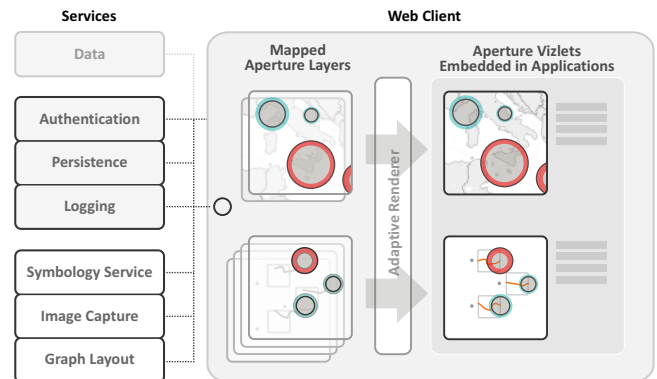 Services
Data
Authentication
Persistence
Logging
Symbology Service
Image Capture
Graph Layout
Web Client
Mapped
Aperture Layers
Adaptive Renderer
Aperture Vizlets
Embedded in Applications